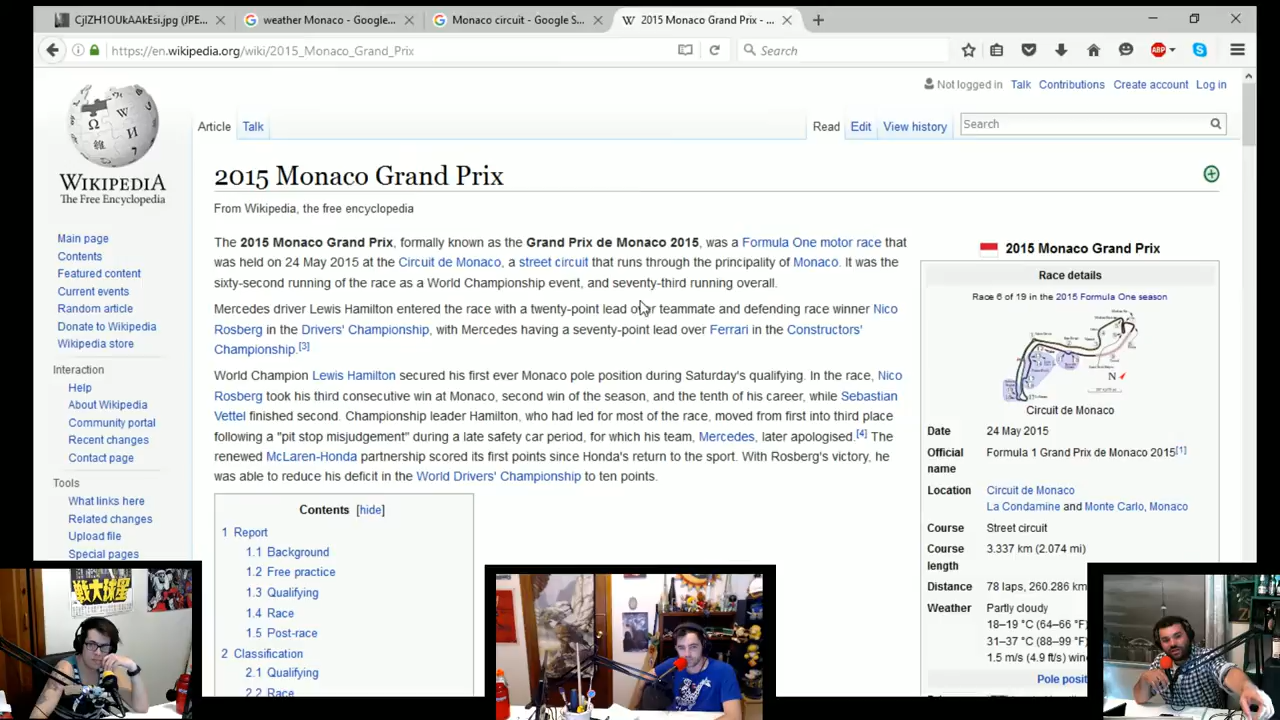 CjIZH1OUkAAkEsi.jpg (JPE...
weather Monaco - Google...
Monaco circuit - Google S...
2015 Monaco Grand Prix - ...
https://en.wikipedia.org/wiki/2015_Monaco_Grand_Prix
Search
ABP
Not logged in Talk Contributions Create account Log in
Article Talk
Read Edit View history
Search
WIKIPEDIA
The Free Encyclopedia
Main page
Contents
Featured content
Current events
Random article
Donate to Wikipedia
Wikipedia store
Interaction
Help
About Wikipedia
Community portal
Recent changes
Contact page
Tools
What links here
Related changes
Upload file
Special pages
2015 Monaco Grand Prix
From Wikipedia, the free encyclopedia
The 2015 Monaco Grand Prix, formally known as the Grand Prix de Monaco 2015, was a Formula One motor race that
was held on 24 May 2015 at the Circuit de Monaco, a street circuit that runs through the principality of Monaco. It was the
sixty-second running of the race as a World Championship event, and seventy-third running overall.
Mercedes driver Lewis Hamilton entered the race with a twenty-point lead over teammate and defending race winner Nico
Rosberg in the Drivers' Championship, with Mercedes having a seventy-point lead over Ferrari in the Constructors'
Championship.[3]
World Champion Lewis Hamilton secured his first ever Monaco pole position during Saturday's qualifying. In the race, Nico
Rosberg took his third consecutive win at Monaco, second win of the season, and the tenth of his career, while Sebastian
Vettel finished second. Championship leader Hamilton, who had led for most of the race, moved from first into third place
following a "pit stop misjudgement" during a late safety car period, for which his team, Mercedes, later apologised.[4] The
renewed McLaren-Honda partnership scored its first points since Honda's return to the sport. With Rosberg's victory, he
was able to reduce his deficit in the World Drivers' Championship to ten points.
Contents [hide]
1 Report
1.1 Background
1.2 Free practice
1.3 Qualifying
1.4 Race
1.5 Post-race
2 Classification
2.1 Qualifying
2.2 Race
2015 Monaco Grand Prix
Race details
Race 6 of 19 in the 2015 Formula One season
N
Circuit de Monaco
Date 24 May 2015
Official name Formula 1 Grand Prix de Monaco 2015[1]
Location Circuit de Monaco
La Condamine and Monte Carlo, Monaco
Course Street circuit
Course length 3.337 km (2.074 mi)
Distance 78 laps, 260.286 km
Weather Partly cloudy
18–19 °C (64–66 °F)
31–37 °C (88–99 °F)
1.5 m/s (4.9 ft/s)
Pole